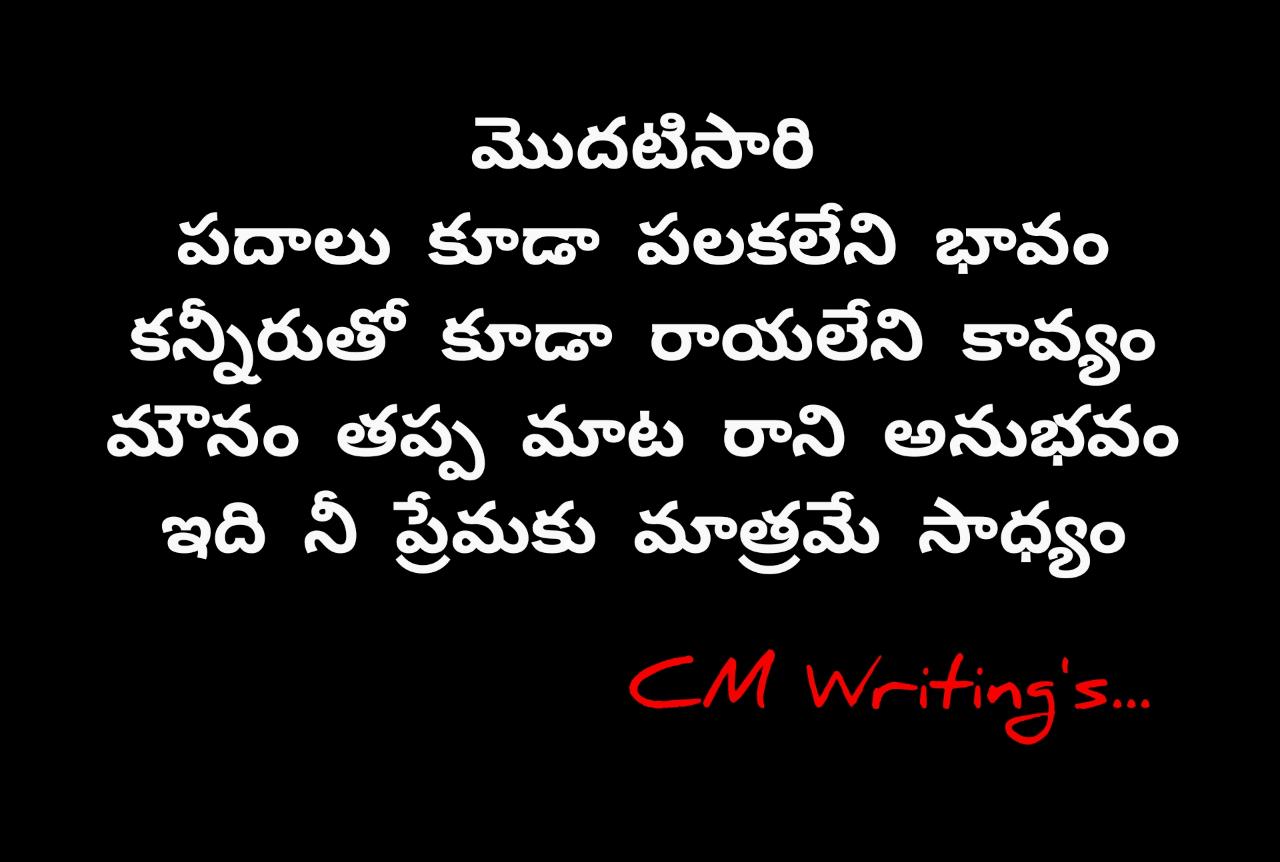 మొదటిసారి
పదాలు కూడా పలకలేని భావం
కన్నీరుతో కూడా రాయలేని కావ్యం
మౌనం తప్ప మాట రాని అనుభవం
ఇది నీ ప్రేమకు మాత్రమే సాధ్యం
CM Writing's...